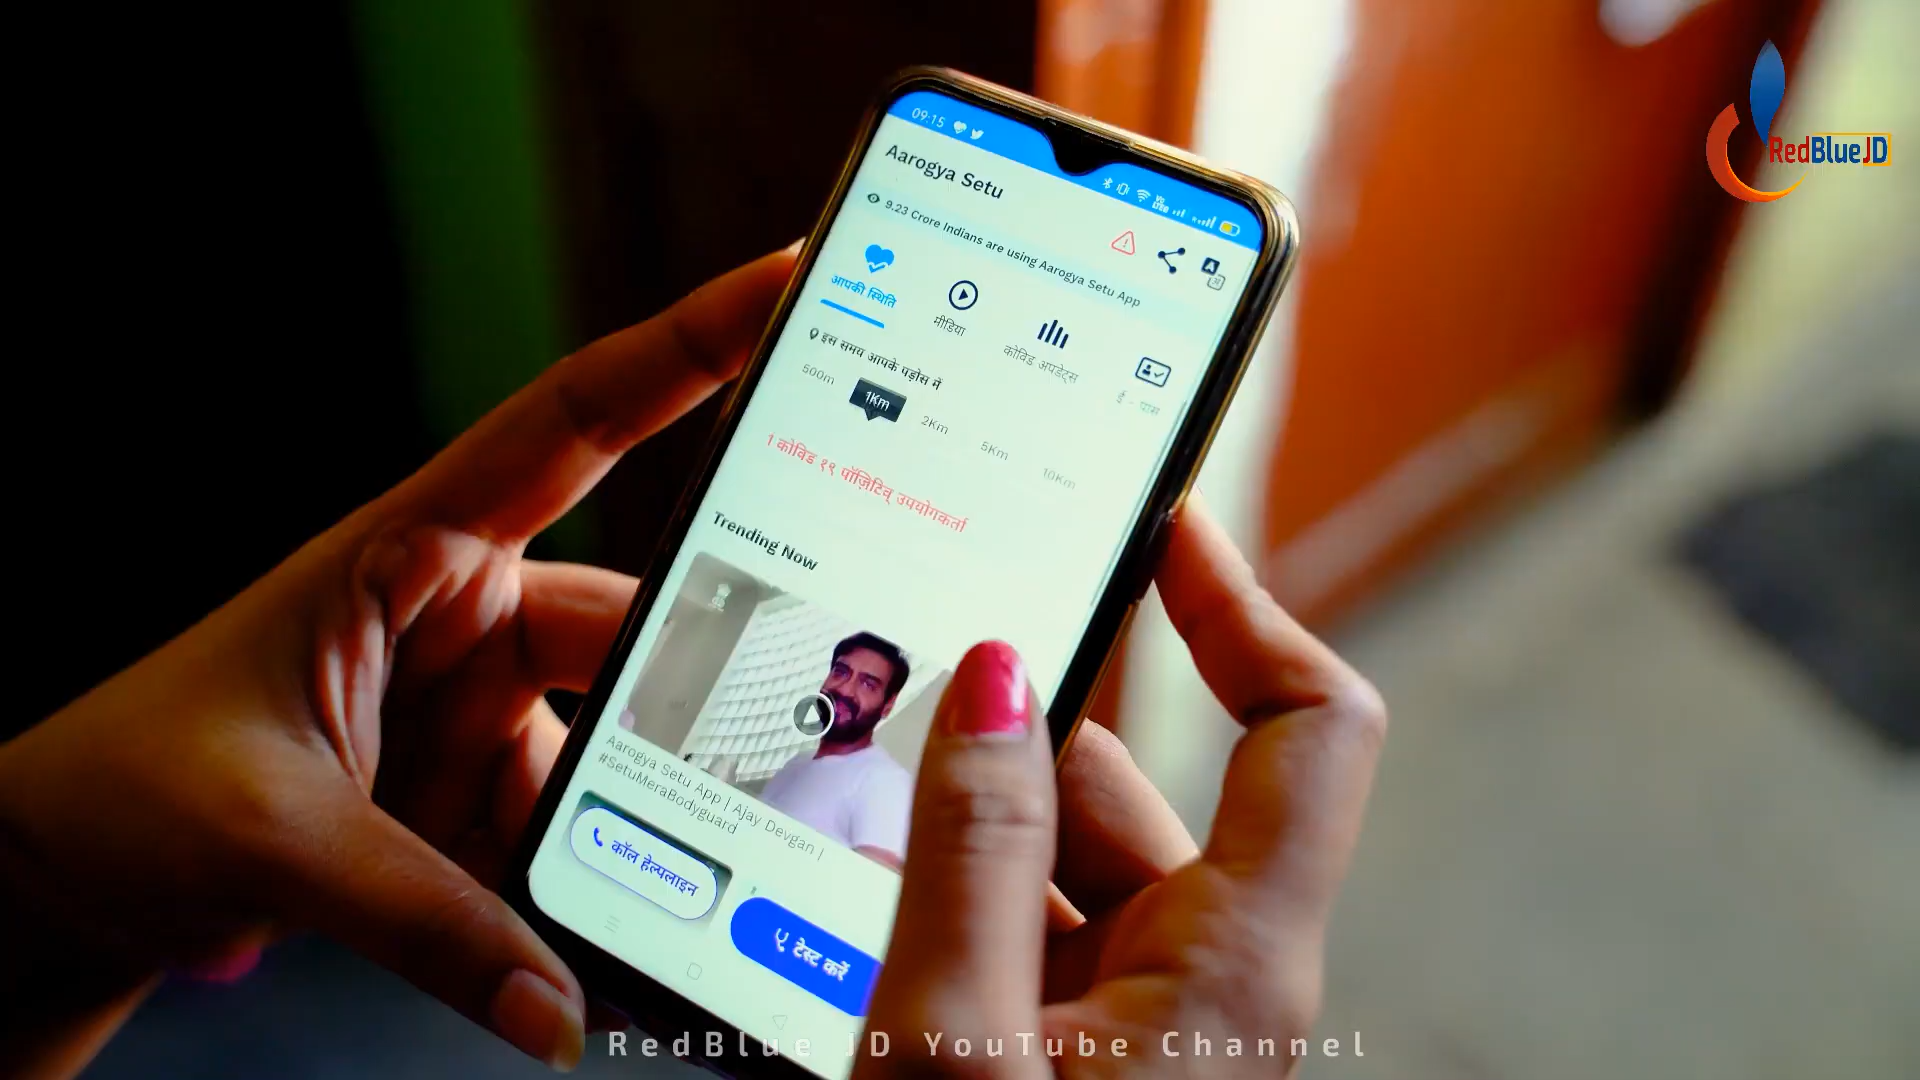 RedBlueJD
09:15
Aarogya Setu
9.23 Crore Indians are using Aarogya Setu App
आपकी स्थिति
मीडिया
कोविड अपडेट्स
ई - पास
इस समय आपके पड़ोस में
500m
1Km
2Km
5Km
10Km
1 कोविड १९ पॉज़िटिव् उपयोगकर्ता
Trending Now
Aarogya Setu App | Ajay Devgan |
#SetuMeraBodyguard
कॉल हेल्पलाइन
टेस्ट करें
RedBlue JD YouTube Channel